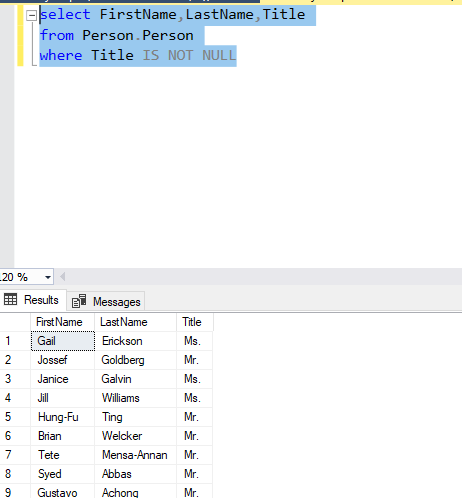 select FirstName,LastName,Title
from Person.Person
where Title IS NOT NULL
.20 %
Results Messages
FirstName LastName Title
1 Gail Erickson Ms.
2 Jossef Goldberg Mr.
3 Janice Galvin Ms.
4 Jill Williams Ms.
5 Hung-Fu Ting Mr.
6 Brian Welcker Mr.
7 Tete Mensa-Annan Mr.
8 Syed Abbas Mr.
9 Gustavo Achong Mr.